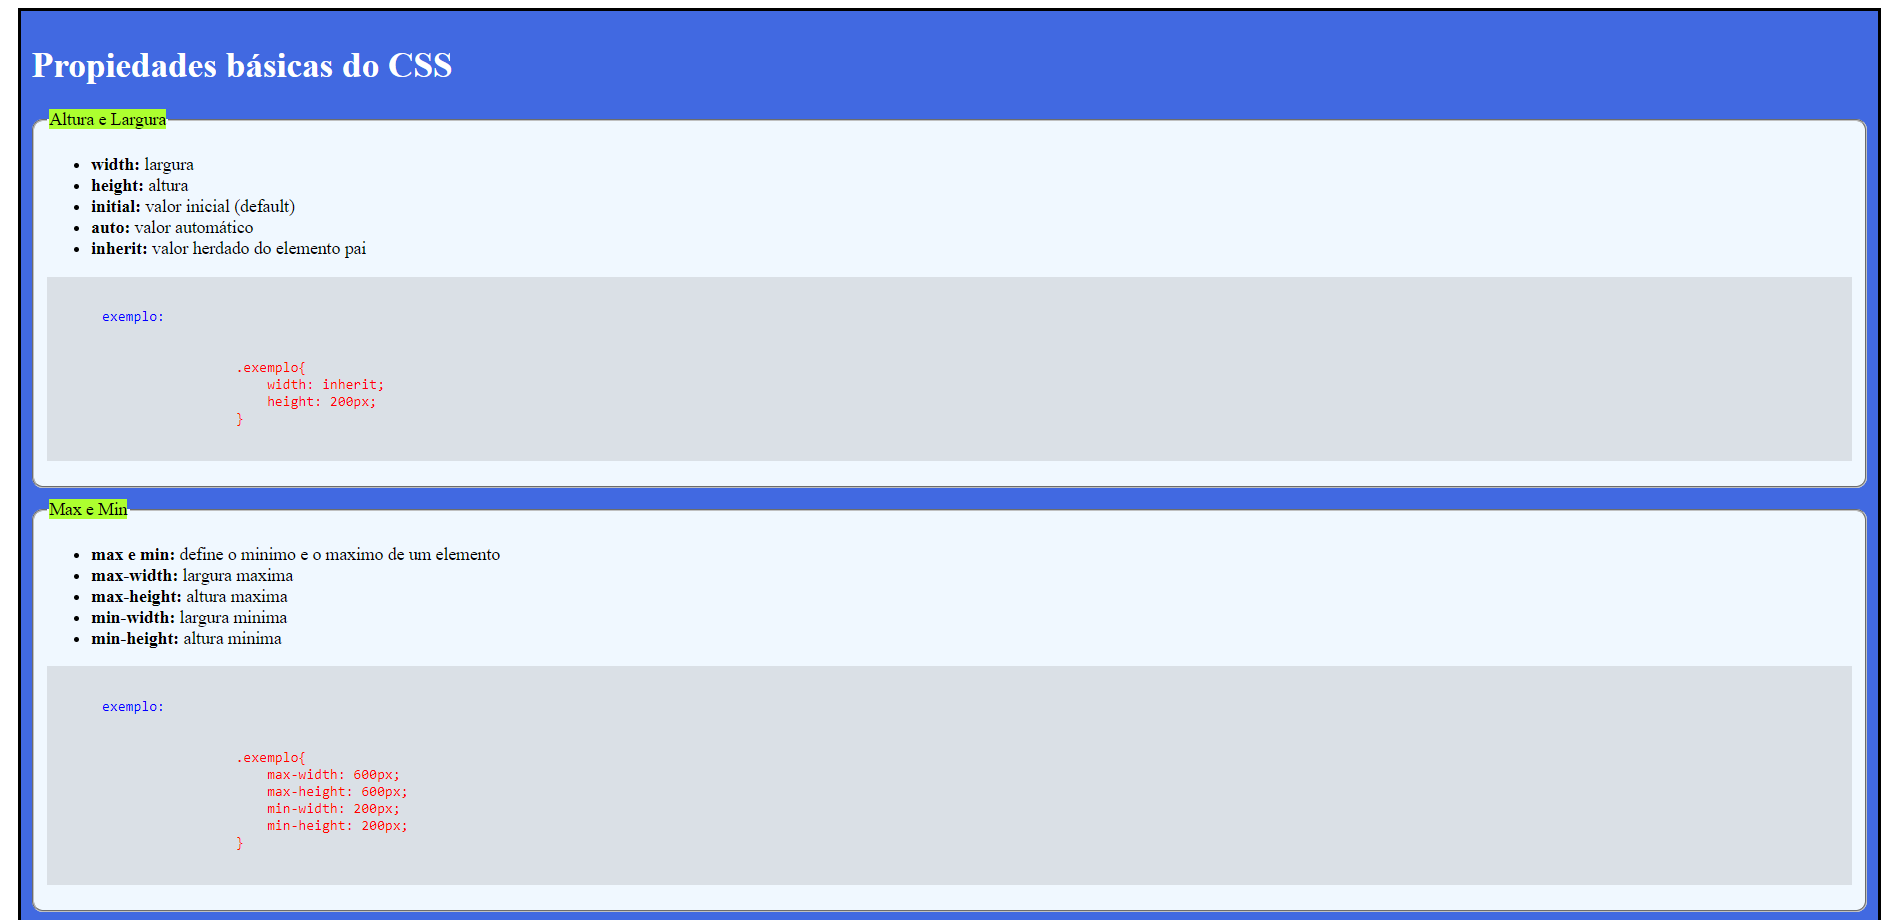 Propiedades básicas do CSS
Altura e Largura
width: largura
height: altura
initial: valor inicial (default)
auto: valor automático
inherit: valor herdado do elemento pai
exemplo:
.exemplo{
width: inherit;
height: 200px;
}
Max e Min
max e min: define o minimo e o maximo de um elemento
max-width: largura maxima
max-height: altura maxima
min-width: largura minima
min-height: altura minima
exemplo:
.exemplo{
max-width: 600px;
max-height: 600px;
min-width: 200px;
min-height: 200px;
}